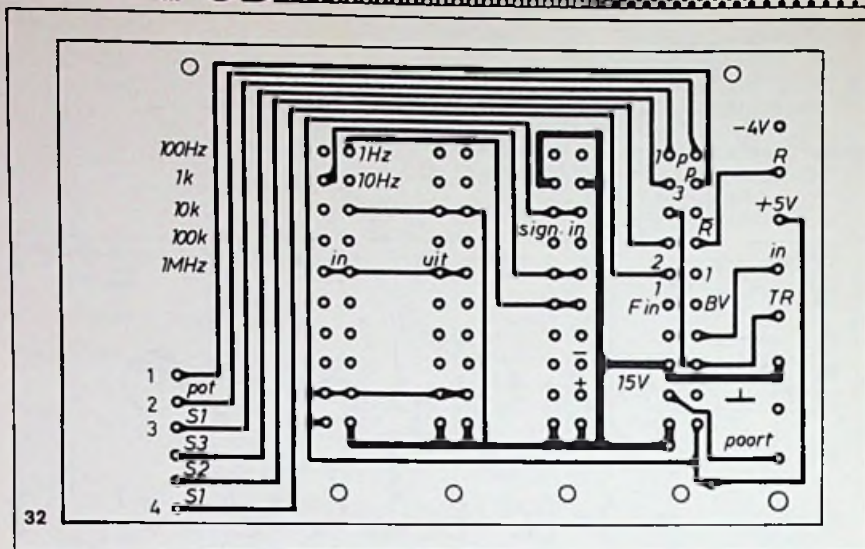 -4V
100Hz
1Hz
1 p
R
1k
10Hz
p
3
10k
+5V
sign in
R̅
100k
in
1MHz
in
uit
2
1
1
TR
F in
BV
-
1
15V
pot
+
⊥
2
S1
3
poort
S3
S2
S1
4
32